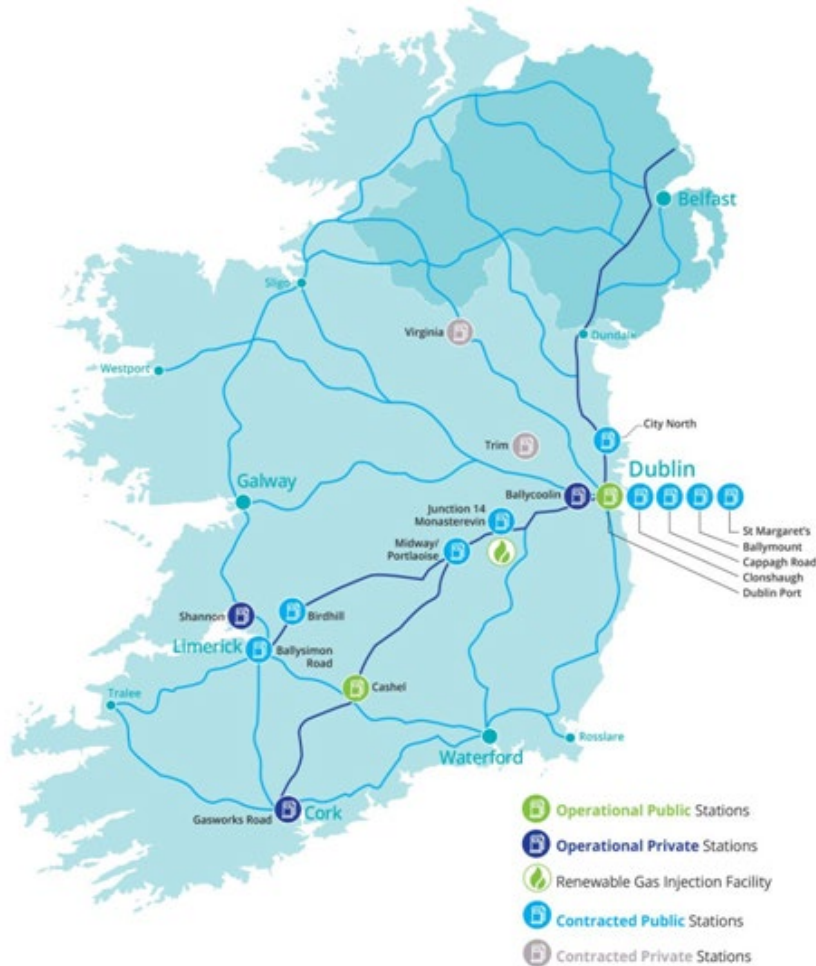 Belfast
Sligo
Virginia
Dundalk
Westport
City North
Trim
Dublin
Galway
Ballycoolin
Junction 14
Monasterevin
St Margaret's
Ballymount
Cappagh Road
Clonshaugh
Dublin Port
Midway/
Portlaoise
Shannon
Birdhill
Limerick
Ballysimon
Road
Cashel
Tralee
Waterford
Rosslare
Gasworks Road
Cork
Operational Public Stations
Operational Private Stations
Renewable Gas Injection Facility
Contracted Public Stations
Contracted Private Stations